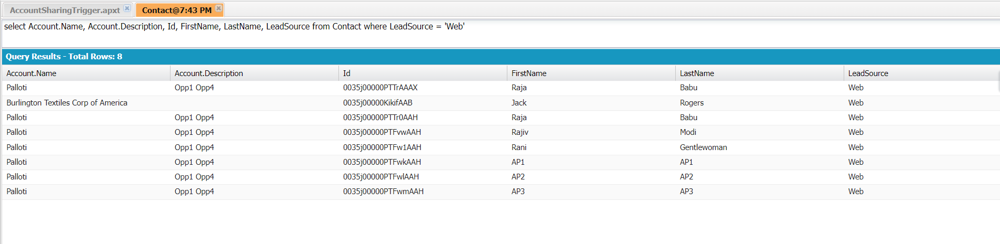 AccountSharingTrigger.apxt Contact@7:43 PM
select Account.Name, Account.Description, Id, FirstName, LastName, LeadSource from Contact where LeadSource = 'Web'
Query Results - Total Rows: 8
Account.Name Account.Description Id FirstName LastName LeadSource
Palloti Opp1 Opp4 0035j00000PTTrAAAX Raja Babu Web
Burlington Textiles Corp of America 0035j00000KikifAAB Jack Rogers Web
Palloti Opp1 Opp4 0035j00000PTTr0AAH Raja Babu Web
Palloti Opp1 Opp4 0035j00000PTFvwAAH Rajiv Modi Web
Palloti Opp1 Opp4 0035j00000PTFw1AAH Rani Gentlewoman Web
Palloti Opp1 Opp4 0035j00000PTFwkAAH AP1 AP1 Web
Palloti Opp1 Opp4 0035j00000PTFwlAAH AP2 AP2 Web
Palloti Opp1 Opp4 0035j00000PTFwmAAH AP3 AP3 Web